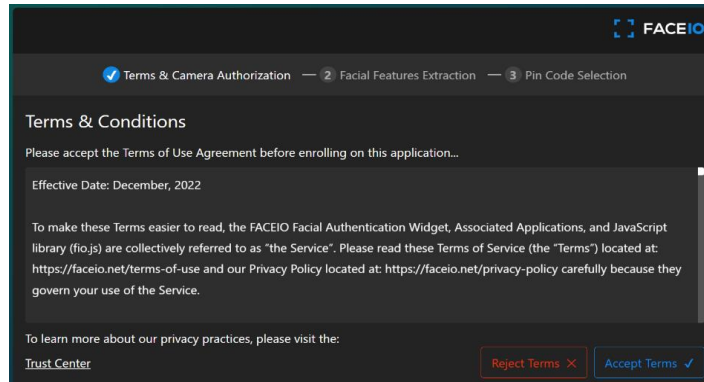 FACEIO
Terms & Camera Authorization — 2 Facial Features Extraction — 3 Pin Code Selection
Terms & Conditions
Please accept the Terms of Use Agreement before enrolling on this application...
Effective Date: December, 2022
To make these Terms easier to read, the FACEIO Facial Authentication Widget, Associated Applications, and JavaScript
library (fio.js) are collectively referred to as “the Service”. Please read these Terms of Service (the “Terms”) located at:
https://faceio.net/terms-of-use and our Privacy Policy located at: https://faceio.net/privacy-policy carefully because they
govern your use of the Service.
To learn more about our privacy practices, please visit the:
Trust Center
Reject Terms ✕ Accept Terms ✓